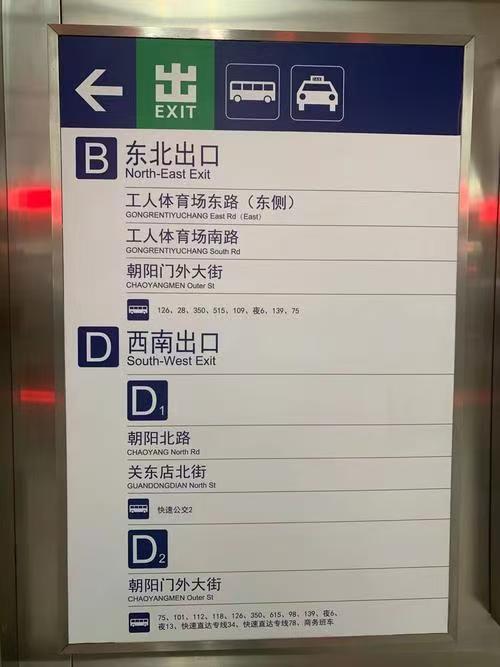 出
EXIT
TAXI
B 东北出口
North-East Exit
工人体育场东路（东侧）
GONGRENTIYUCHANG East Rd (East)
工人体育场南路
GONGRENTIYUCHANG South Rd
朝阳门外大街
CHAOYANGMEN Outer St
126、28、350、515、109、夜6、139、75
D 西南出口
South-West Exit
D1
朝阳北路
CHAOYANG North Rd
关东店北街
GUANDONGDIAN North St
快速公交2
D2
朝阳门外大街
CHAOYANGMEN Outer St
75、101、112、118、126、350、615、98、139、夜6、
夜13、快速直达专线34、快速直达专线78、商务班车